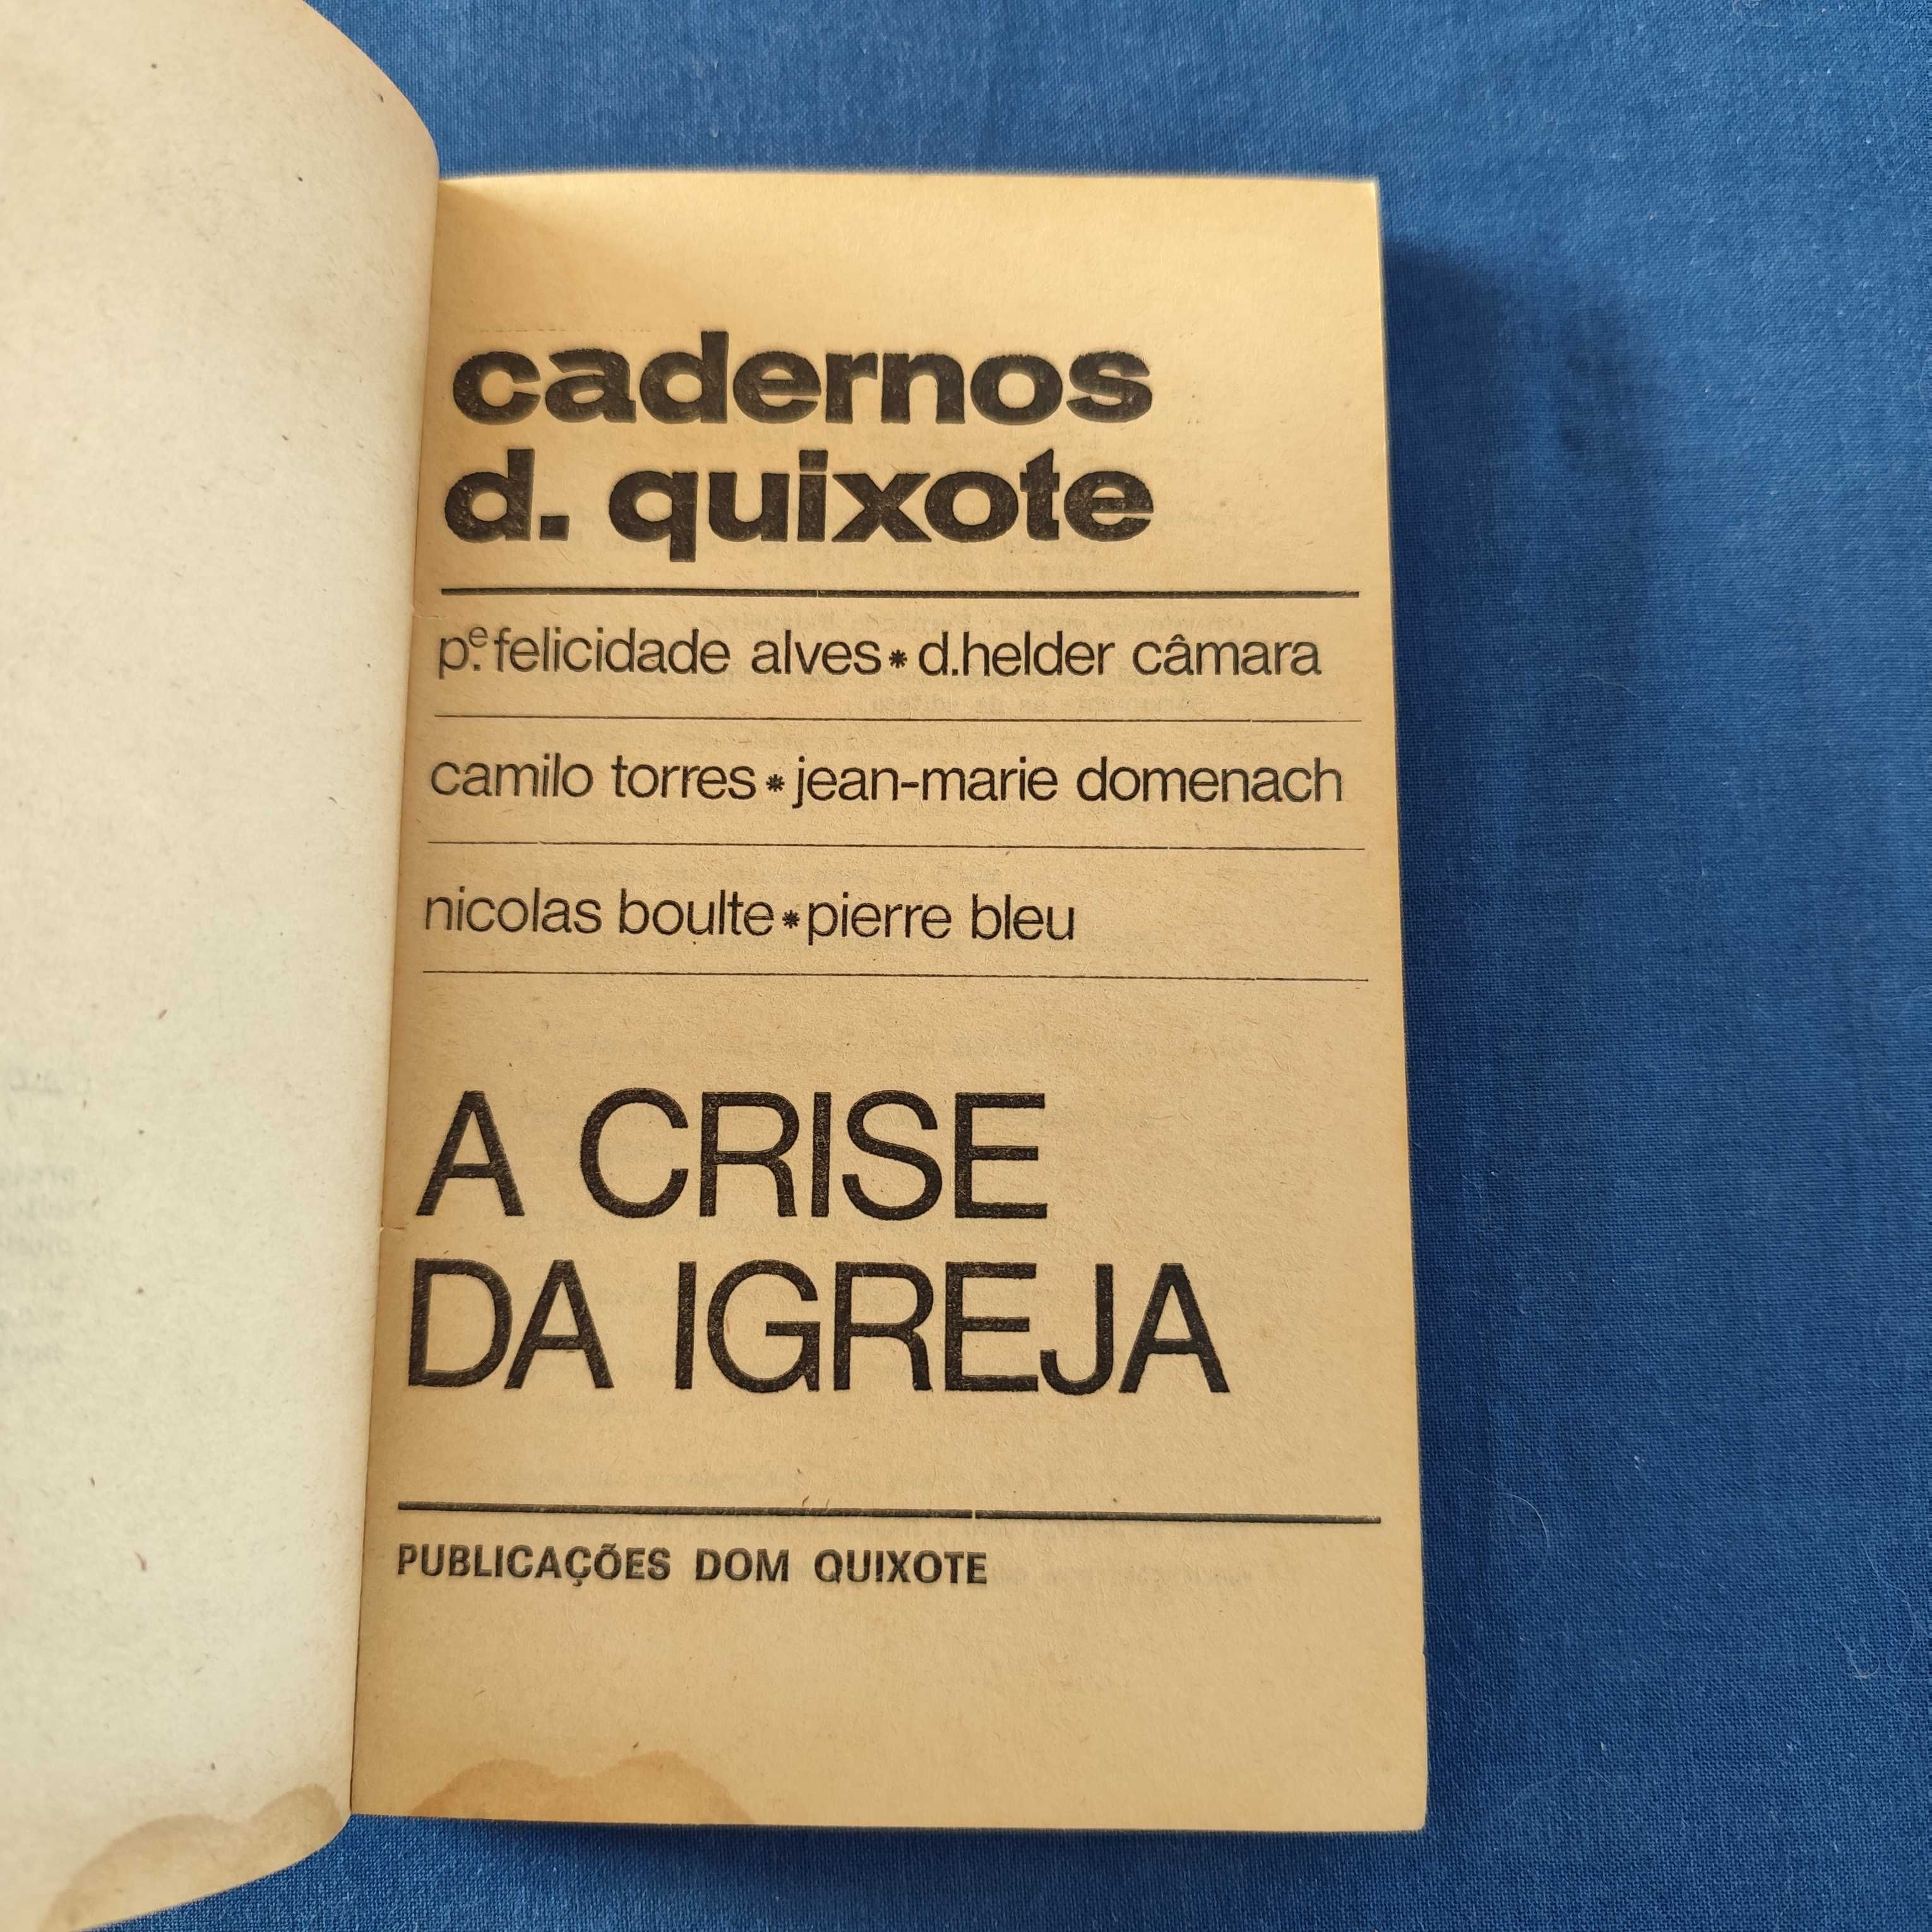 cadernos
d. quixote
p.e felicidade alves * d.helder câmara
camilo torres * jean-marie domenach
nicolas boulte * pierre bleu
A CRISE
DA IGREJA
PUBLICAÇÕES DOM QUIXOTE